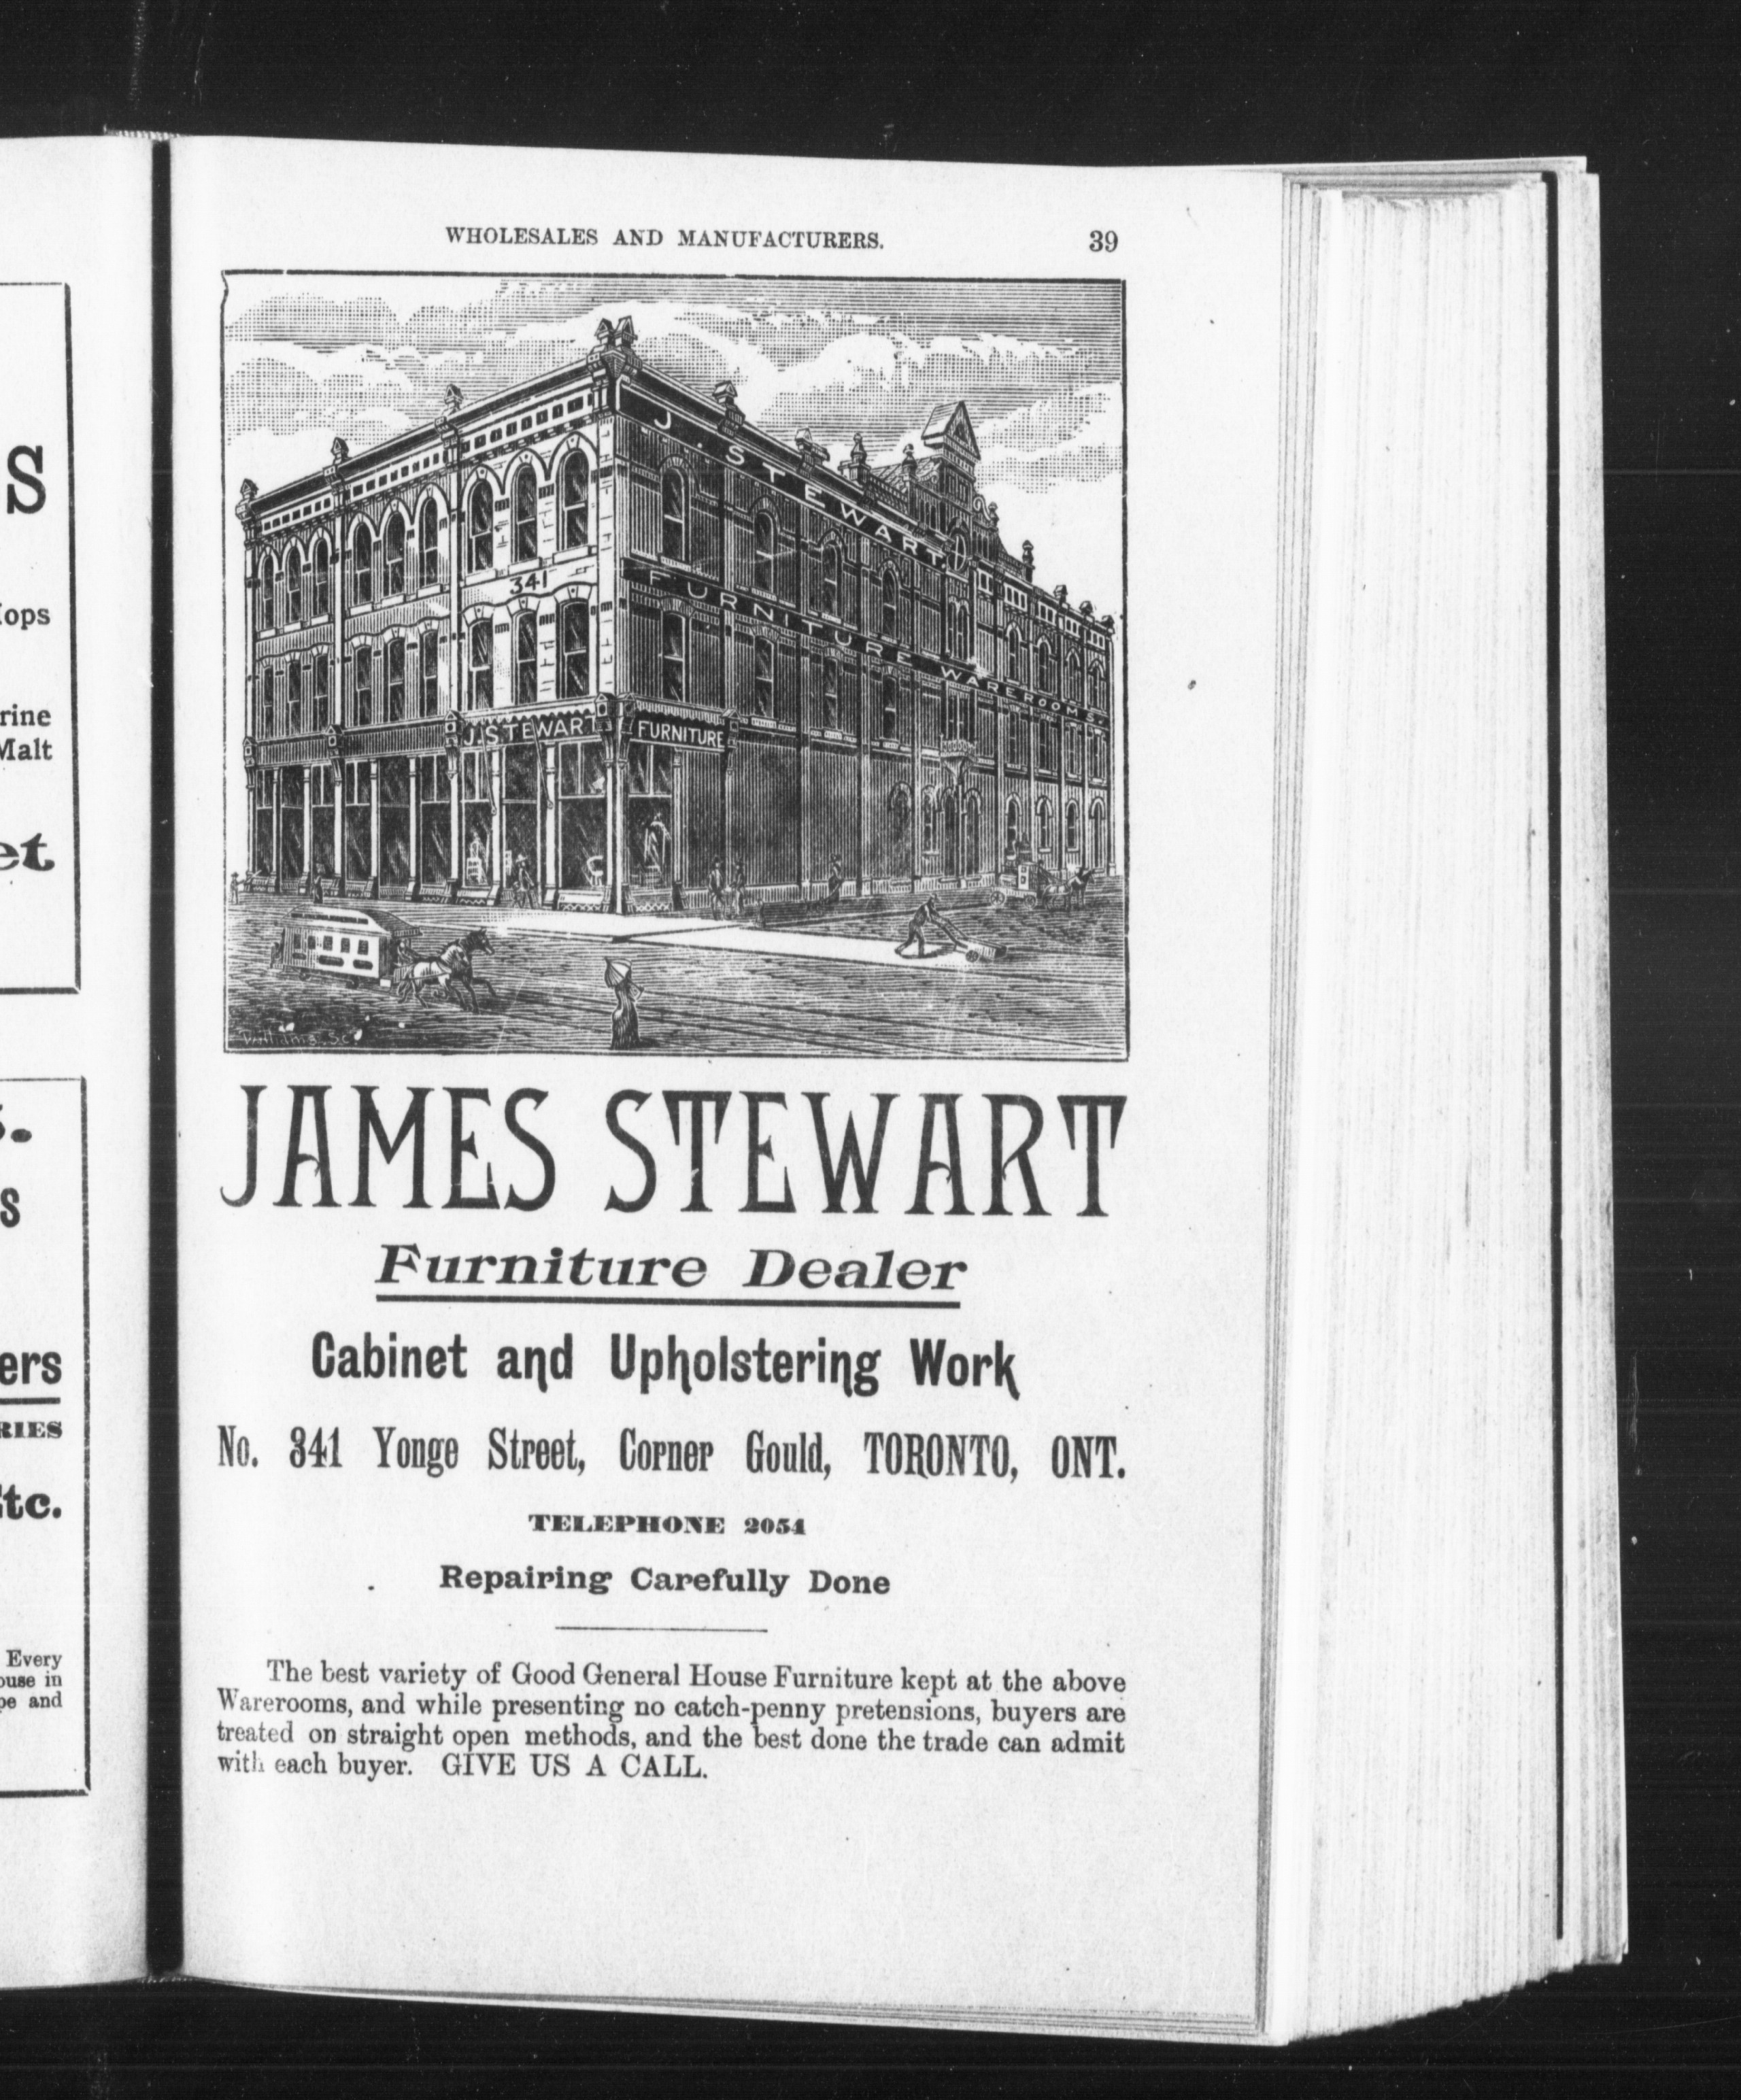 S
rine
Malt
et
s
ers
RIES
Etc.
Every
ouse in
pe and
WHOLESALES AND MANUFACTURERS. 39
J. STEWART.
FURNITURE WAREROOMS.
341
J. STEWART FURNITURE
JAMES STEWART
Furniture Dealer
Cabinet and Upholstering Work
No. 341 Yonge Street, Corner Gould, TORONTO, ONT.
TELEPHONE 2054
Repairing Carefully Done
The best variety of Good General House Furniture kept at the above
Warerooms, and while presenting no catch-penny pretensions, buyers are
treated on straight open methods, and the best done the trade can admit
with each buyer. GIVE US A CALL.